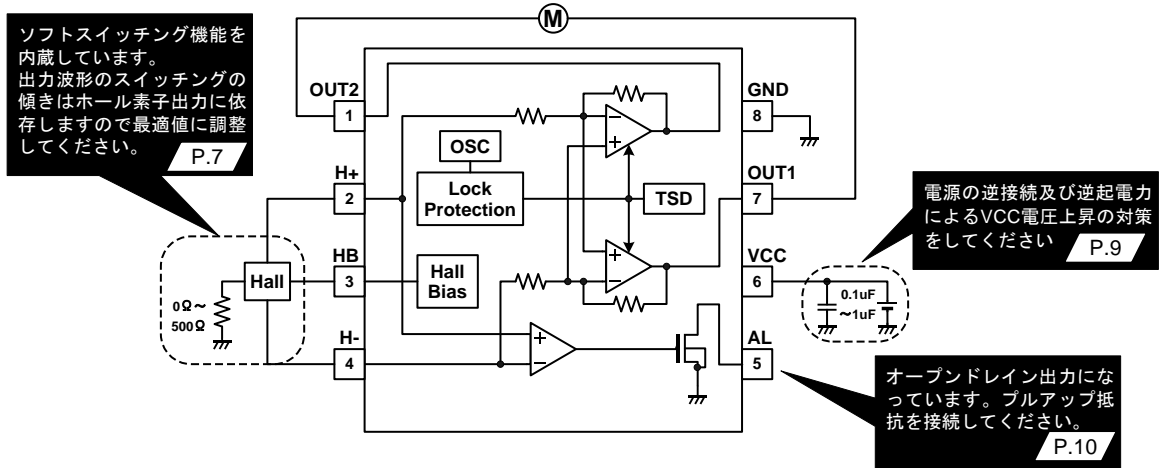 ソフトスイッチング機能を
内蔵しています。
出力波形のスイッチングの
傾きはホール素子出力に依
存しますので最適値に調整
してください。
P.7
M
OUT2
1
GND
8
OSC
H+
2
Lock
Protection
TSD
OUT1
7
電源の逆接続及び逆起電力
によるVCC電圧上昇の対策
をしてください
P.9
Hall
0Ω～
500Ω
HB
3
Hall
Bias
VCC
6
0.1uF
～1uF
H-
4
AL
5
オープンドレイン出力にな
っています。プルアップ抵
抗を接続してください。
P.10